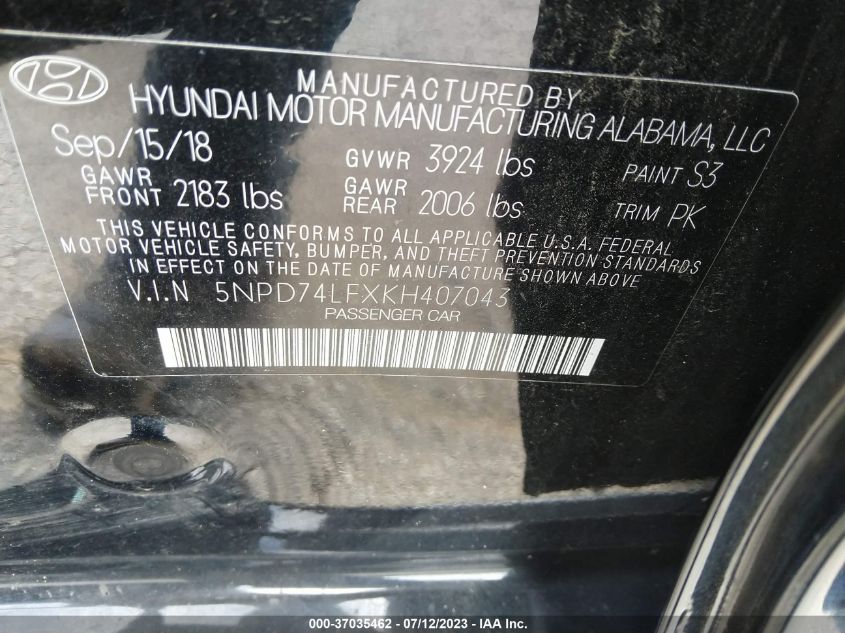 MANUFACTURED BY
HYUNDAI MOTOR MANUFACTURING ALABAMA, LLC
Sep/15/18 GVWR 3924 lbs PAINT S3
GAWR FRONT 2183 lbs GAWR REAR 2006 lbs TRIM PK
THIS VEHICLE CONFORMS TO ALL APPLICABLE U.S.A. FEDERAL
MOTOR VEHICLE SAFETY, BUMPER, AND THEFT PREVENTION STANDARDS
IN EFFECT ON THE DATE OF MANUFACTURE SHOWN ABOVE
V.I.N 5NPD74LFXKH407043
PASSENGER CAR
000-37035462 - 07/12/2023 - IAA Inc.